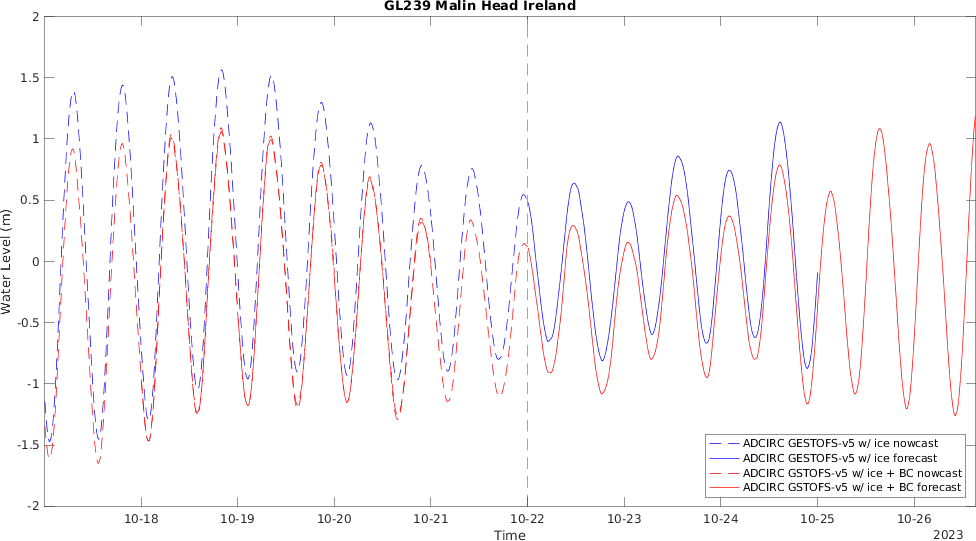 GL239 Malin Head Ireland
2
1.5
1
0.5
0
-0.5
-1
-1.5
-2
Water Level (m)
ADCIRC GESTOFS-v5 w/ ice nowcast
ADCIRC GESTOFS-v5 w/ ice forecast
ADCIRC GSTOFS-v5 w/ ice + BC nowcast
ADCIRC GSTOFS-v5 w/ ice + BC forecast
10-18 10-19 10-20 10-21 10-22 10-23 10-24 10-25 10-26
Time
2023